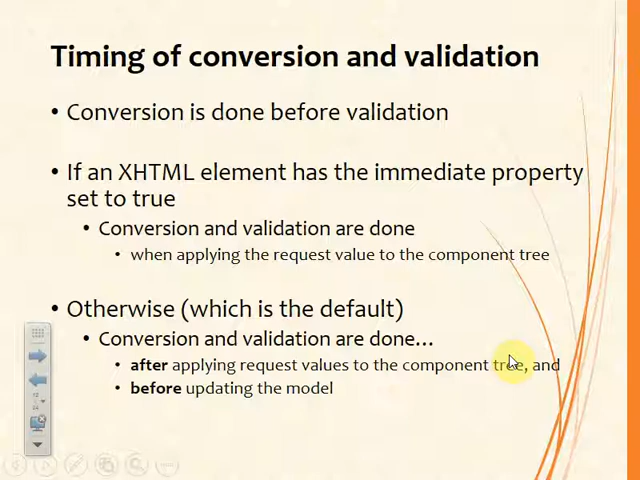 Timing of conversion and validation
• Conversion is done before validation
• If an XHTML element has the immediate property
set to true
• Conversion and validation are done
• when applying the request value to the component tree
• Otherwise (which is the default)
• Conversion and validation are done…
• after applying request values to the component tree, and
• before updating the model